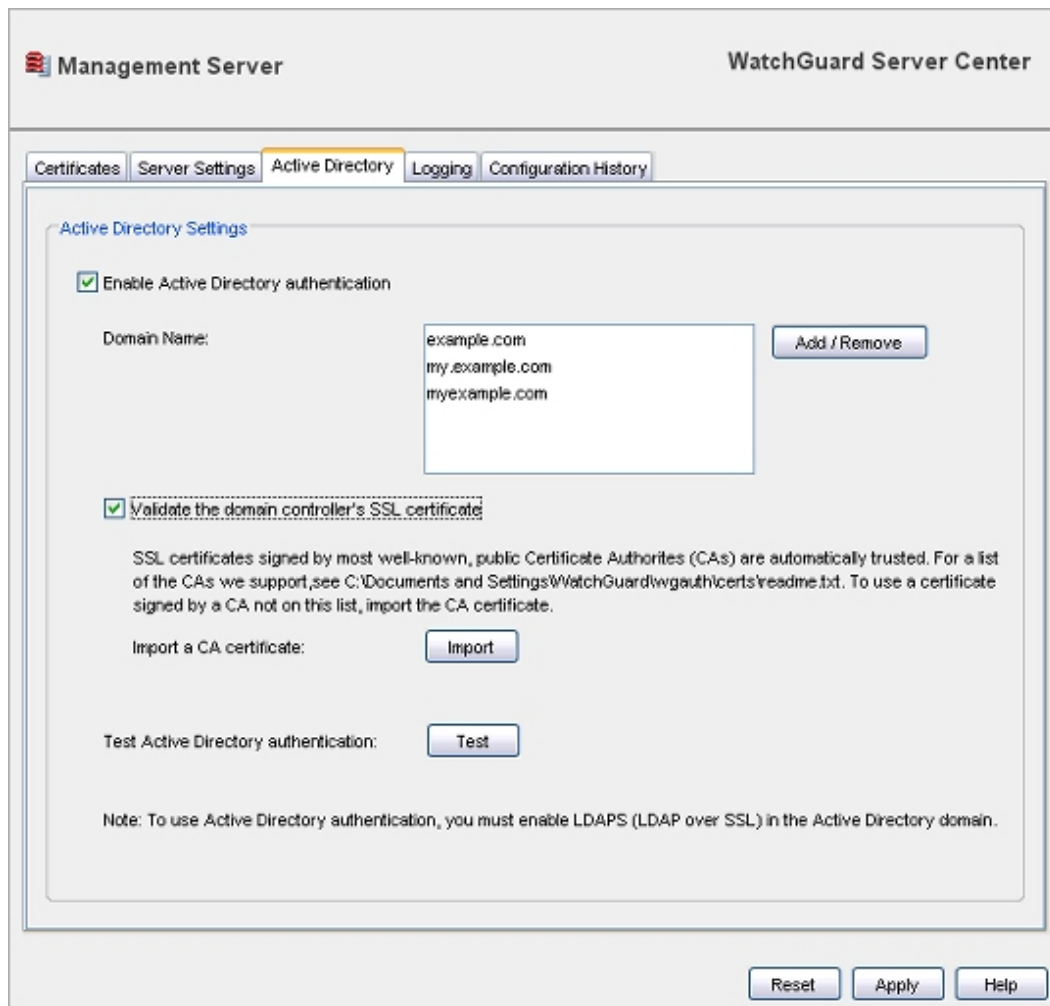 Management Server
WatchGuard Server Center
Certificates
Server Settings
Active Directory
Logging
Configuration History
Active Directory Settings
Enable Active Directory authentication
Domain Name:
example.com
my.example.com
myexample.com
Add / Remove
Validate the domain controller's SSL certificate
SSL certificates signed by most well-known, public Certificate Authorites (CAs) are automatically trusted. For a list
of the CAs we support,see C:\Documents and Settings\WatchGuard\wgauth\certs\readme.txt. To use a certificate
signed by a CA not on this list, import the CA certificate.
Import a CA certificate:
Import
Test Active Directory authentication:
Test
Note: To use Active Directory authentication, you must enable LDAPS (LDAP over SSL) in the Active Directory domain.
Reset
Apply
Help